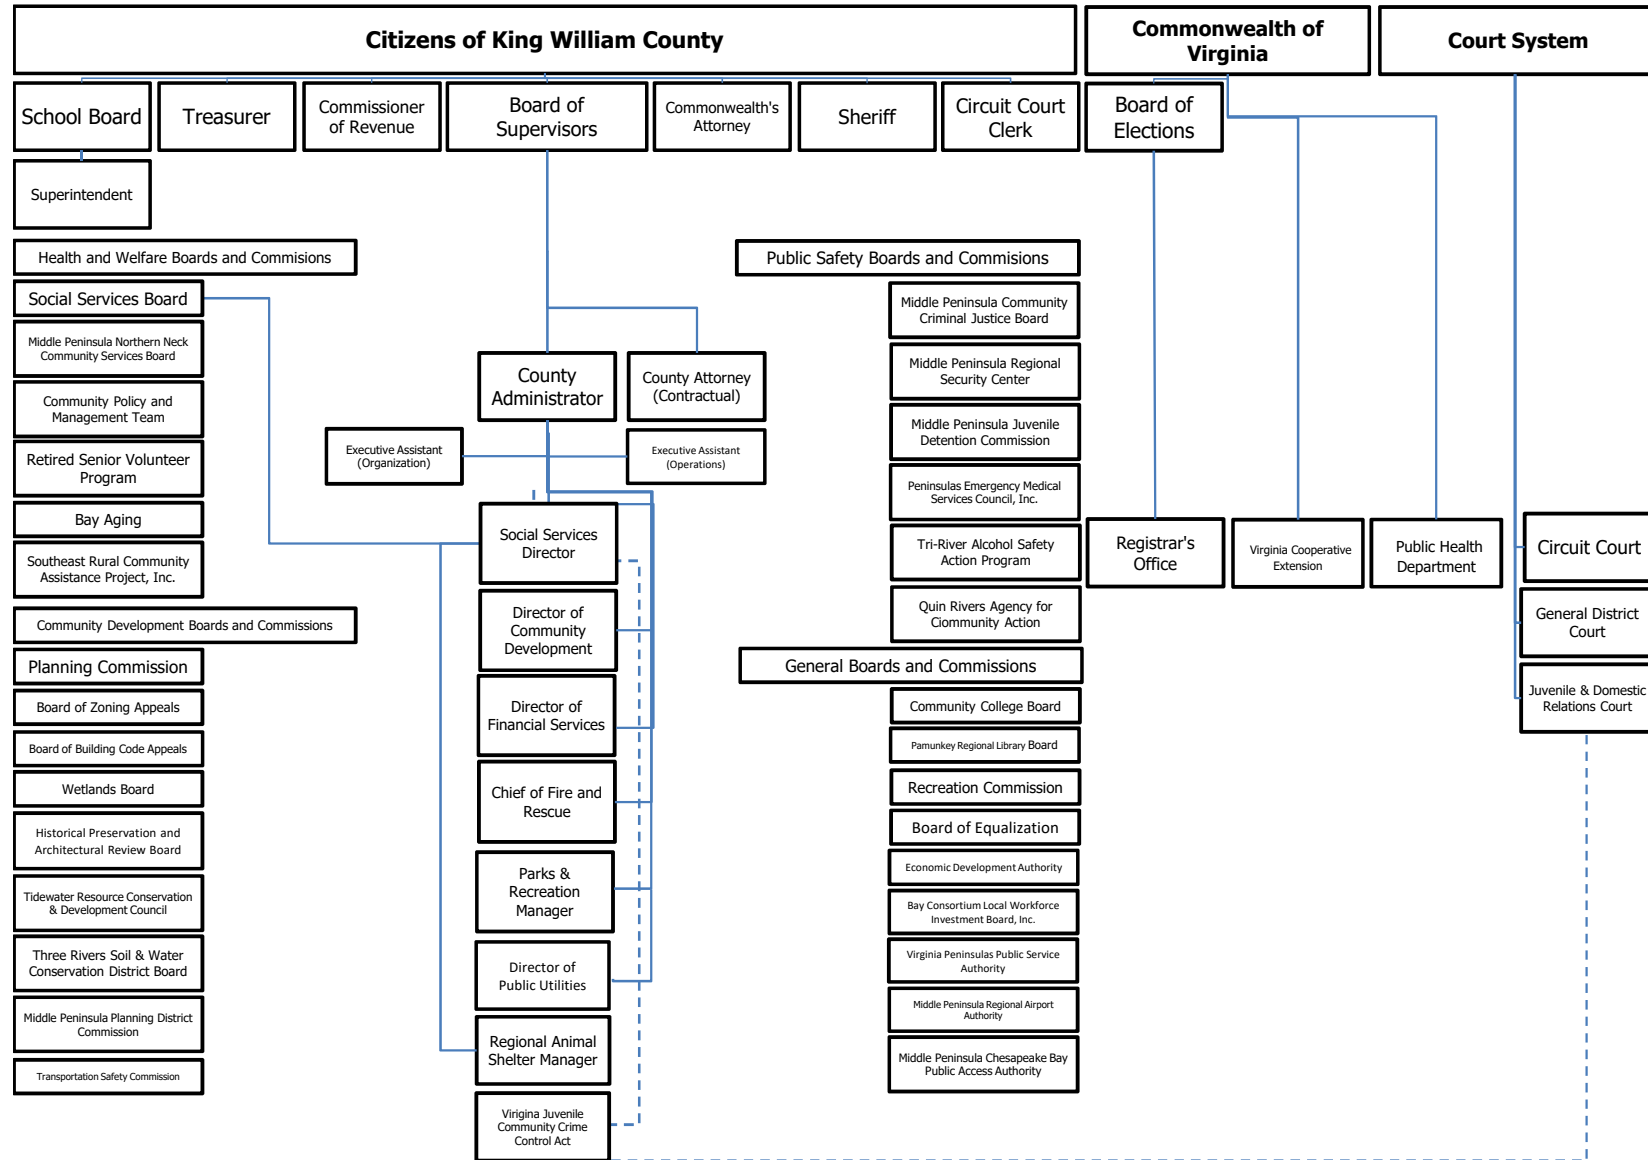 Citizens of King William County
Commonwealth of
Virginia
Court System
School Board
Treasurer
Commissioner
of Revenue
Board of
Supervisors
Commonwealth's
Attorney
Sheriff
Circuit Court
Clerk
Board of
Elections
Superintendent
Health and Welfare Boards and Commisions
Social Services Board
Middle Peninsula Northern Neck
Community Services Board
Community Policy and
Management Team
Retired Senior Volunteer
Program
Bay Aging
Southeast Rural Community
Assistance Project, Inc.
Community Development Boards and Commissions
Planning Commission
Board of Zoning Appeals
Board of Building Code Appeals
Wetlands Board
Historical Preservation and
Architectural Review Board
Tidewater Resource Conservation
& Development Council
Three Rivers Soil & Water
Conservation District Board
Middle Peninsula Planning District
Commission
Transportation Safety Commission
County
Administrator
County Attorney
(Contractual)
Executive Assistant
(Organization)
Executive Assistant
(Operations)
Social Services
Director
Director of
Community
Development
Director of
Financial Services
Chief of Fire and
Rescue
Parks &
Recreation
Manager
Director of
Public Utilities
Regional Animal
Shelter Manager
Virigina Juvenile
Community Crime
Control Act
Public Safety Boards and Commisions
Middle Peninsula Community
Criminal Justice Board
Middle Peninsula Regional
Security Center
Middle Peninsula Juvenile
Detention Commission
Peninsulas Emergency Medical
Services Council, Inc.
Tri-River Alcohol Safety
Action Program
Quin Rivers Agency for
Ciommunity Action
General Boards and Commissions
Community College Board
Pamunkey Regional Library Board
Recreation Commission
Board of Equalization
Economic Development Authority
Bay Consortium Local Workforce
Investment Board, Inc.
Virginia Peninsulas Public Service
Authority
Middle Peninsula Regional Airport
Authority
Middle Peninsula Chesapeake Bay
Public Access Authority
Registrar's
Office
Virginia Cooperative
Extension
Public Health
Department
Circuit Court
General District
Court
Juvenile & Domestic
Relations Court